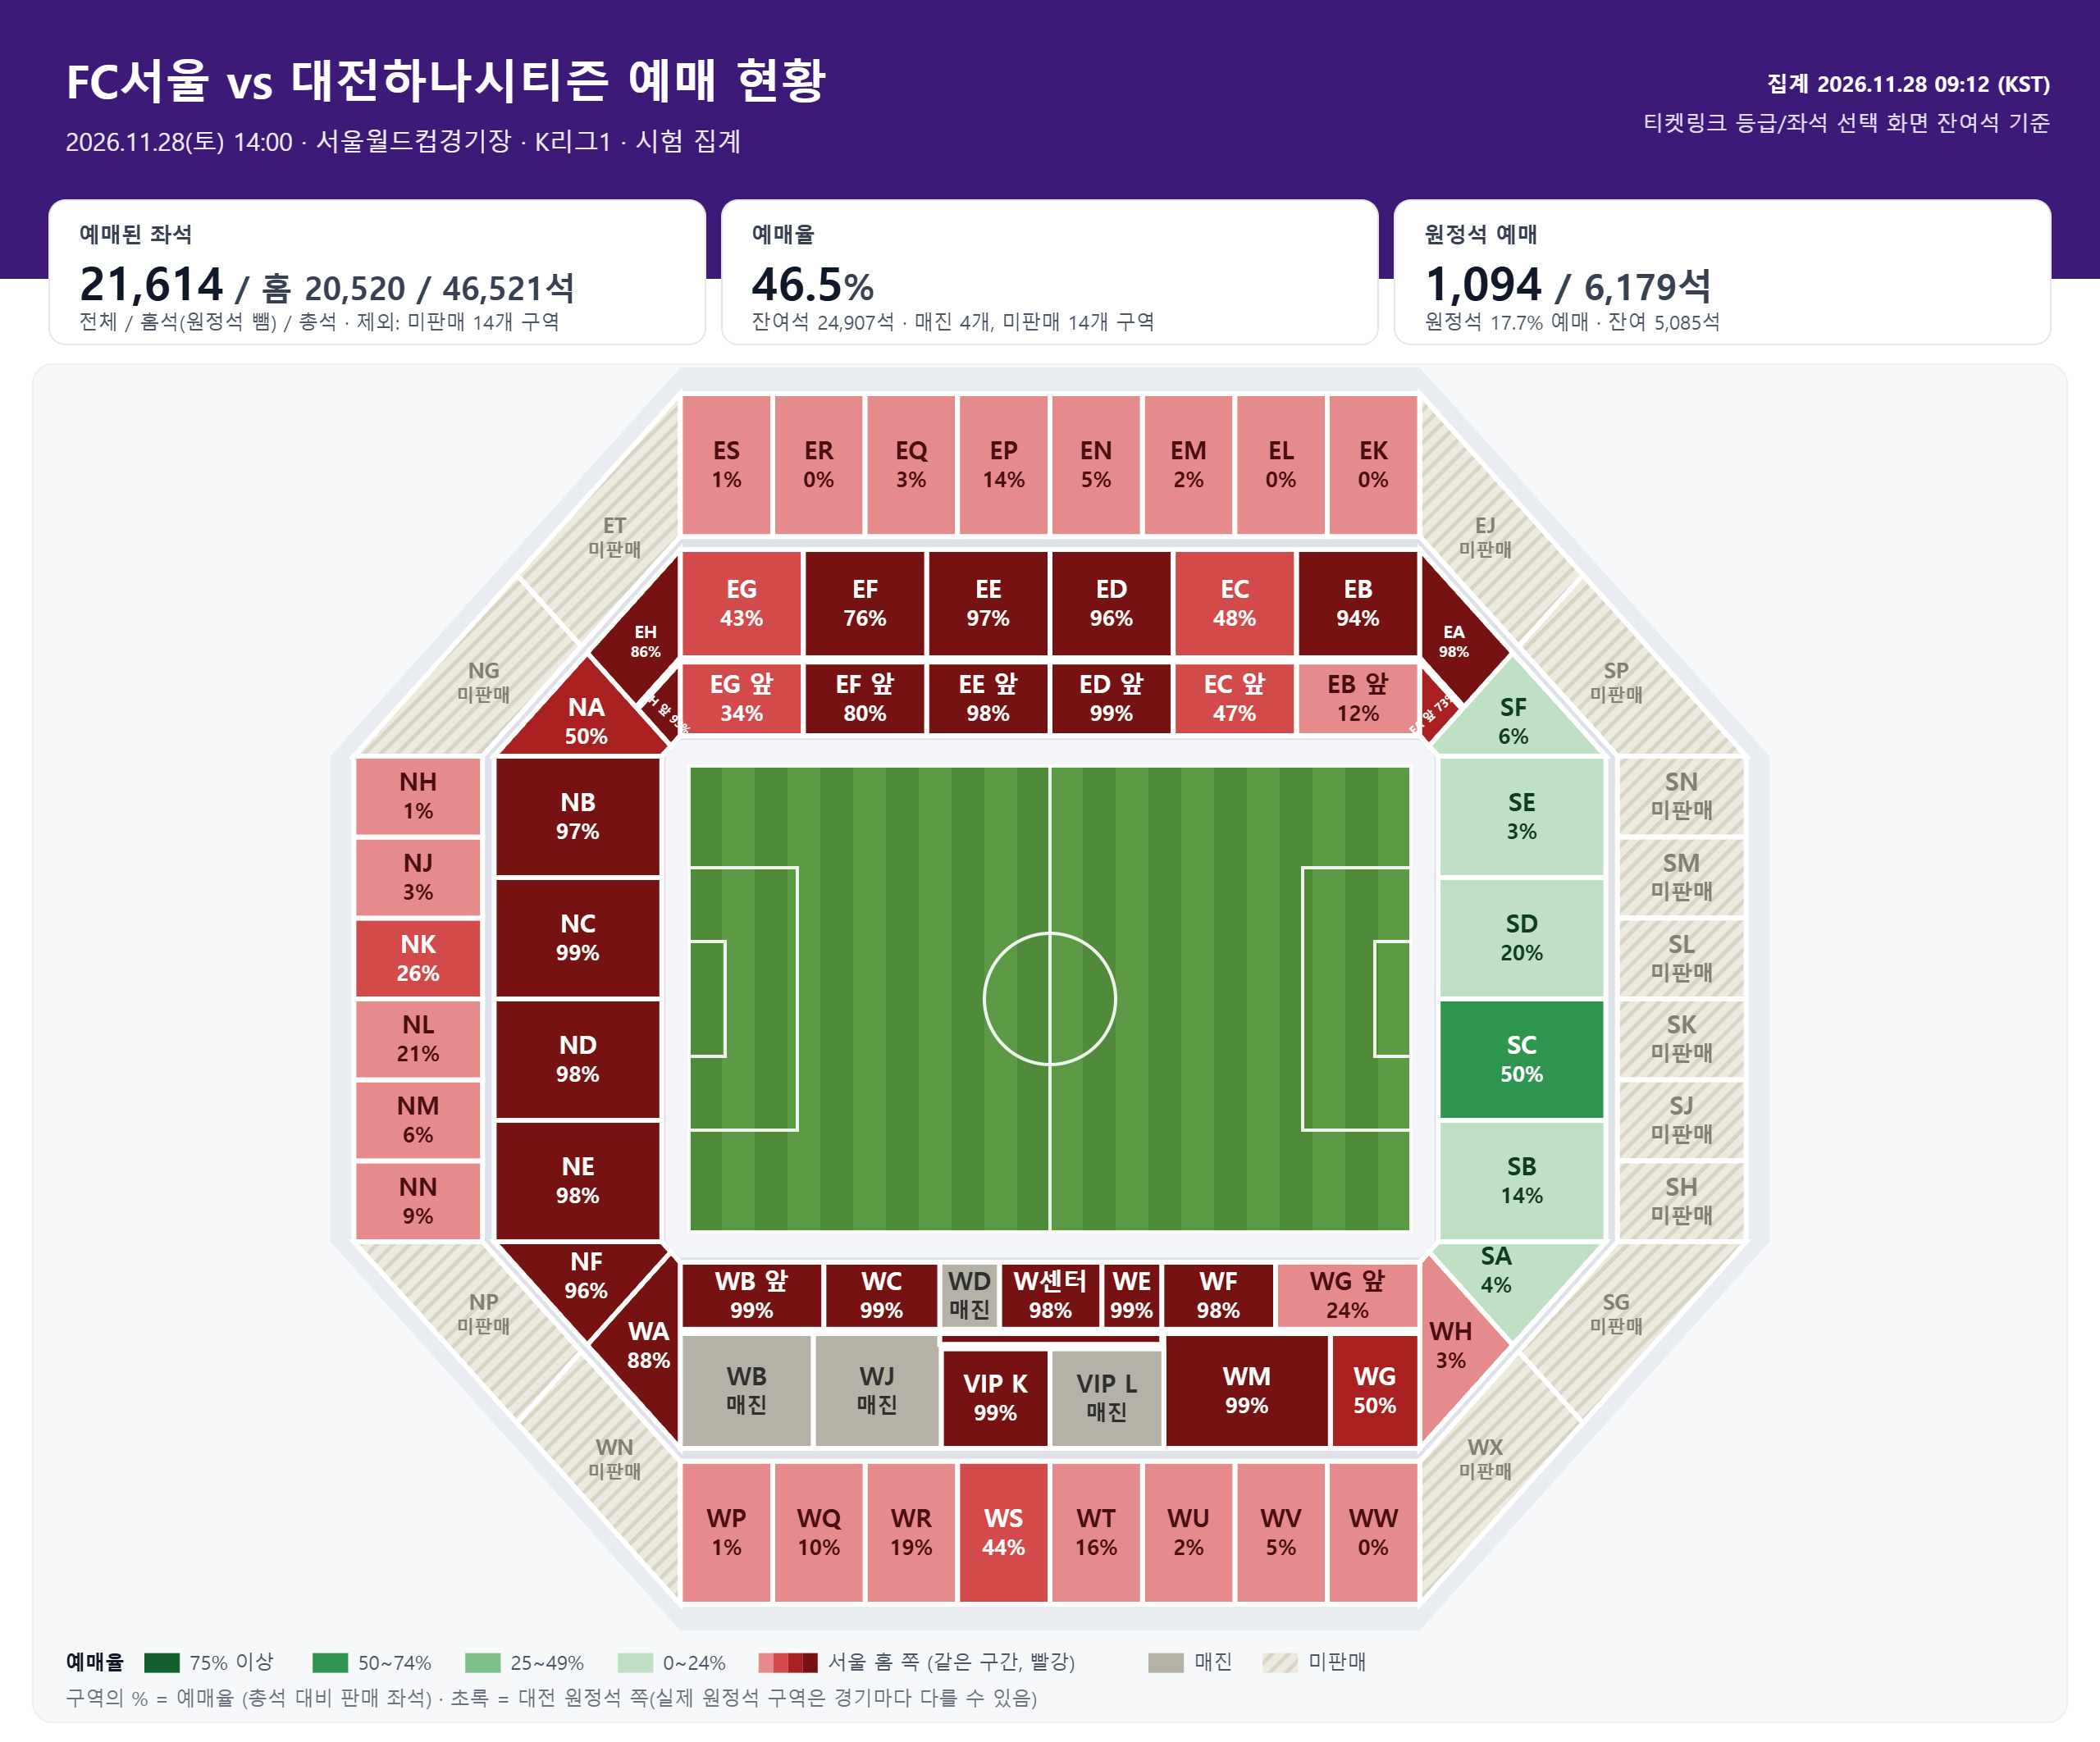 FC서울 vs 대전하나시티즌 예매 현황
2026.11.28(토) 14:00 · 서울월드컵경기장 · K리그1 · 시험 집계
집계 2026.11.28 09:12 (KST)
티켓링크 등급/좌석 선택 화면 잔여석 기준
예매된 좌석
21,614 / 홈 20,520 / 46,521석
전체 / 홈석(원정석 뺌) / 총석 · 제외: 미판매 14개 구역
예매율
46.5%
잔여석 24,907석 · 매진 4개, 미판매 14개 구역
원정석 예매
1,094 / 6,179석
원정석 17.7% 예매 · 잔여 5,085석
ES
1%
ER
0%
EQ
3%
EP
14%
EN
5%
EM
2%
EL
0%
EK
0%
ET
미판매
EJ
미판매
NG
미판매
SP
미판매
EH
86%
EG
43%
EF
76%
EE
97%
ED
96%
EC
48%
EB
94%
EA
98%
EG 앞
34%
EF 앞
80%
EE 앞
98%
ED 앞
99%
EC 앞
47%
EB 앞
12%
앞
앞
NA
50%
SF
6%
NH
1%
NJ
3%
NK
26%
NL
21%
NM
6%
NN
9%
NB
97%
NC
99%
ND
98%
NE
98%
SE
3%
SD
20%
SC
50%
SB
14%
SN
미판매
SM
미판매
SL
미판매
SK
미판매
SJ
미판매
SH
미판매
NF
96%
SA
4%
NP
미판매
SG
미판매
WA
88%
WB 앞
99%
WC
99%
WD
매진
W센터
98%
WE
99%
WF
98%
WG 앞
24%
WH
3%
WB
매진
WJ
매진
VIP K
99%
VIP L
매진
WM
99%
WG
50%
WN
미판매
WX
미판매
WP
1%
WQ
10%
WR
19%
WS
44%
WT
16%
WU
2%
WV
5%
WW
0%
예매율 75% 이상 50~74% 25~49% 0~24% 서울 홈 쪽 (같은 구간, 빨강) 매진 미판매
구역의 % = 예매율 (총석 대비 판매 좌석) · 초록 = 대전 원정석 쪽(실제 원정석 구역은 경기마다 다를 수 있음)